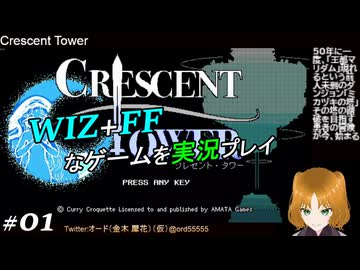 Crescent Tower
CRESCENT
TOWER
WIZ+FF
なゲームを実況プレイ
クレセント・タワー
PRESS ANY KEY
© Curry Croquette Licensed to and published by AMATA Games
#01
Twitter:オード(金木 犀花)(仮)@ord55555
50年に一
度、「王都マ
リダム」に現れ
るという前
人未到のダ
ンジョン「ミ
カヅキの塔」
その塔の最
後を目指す
勇者の冒険
が今、始まる